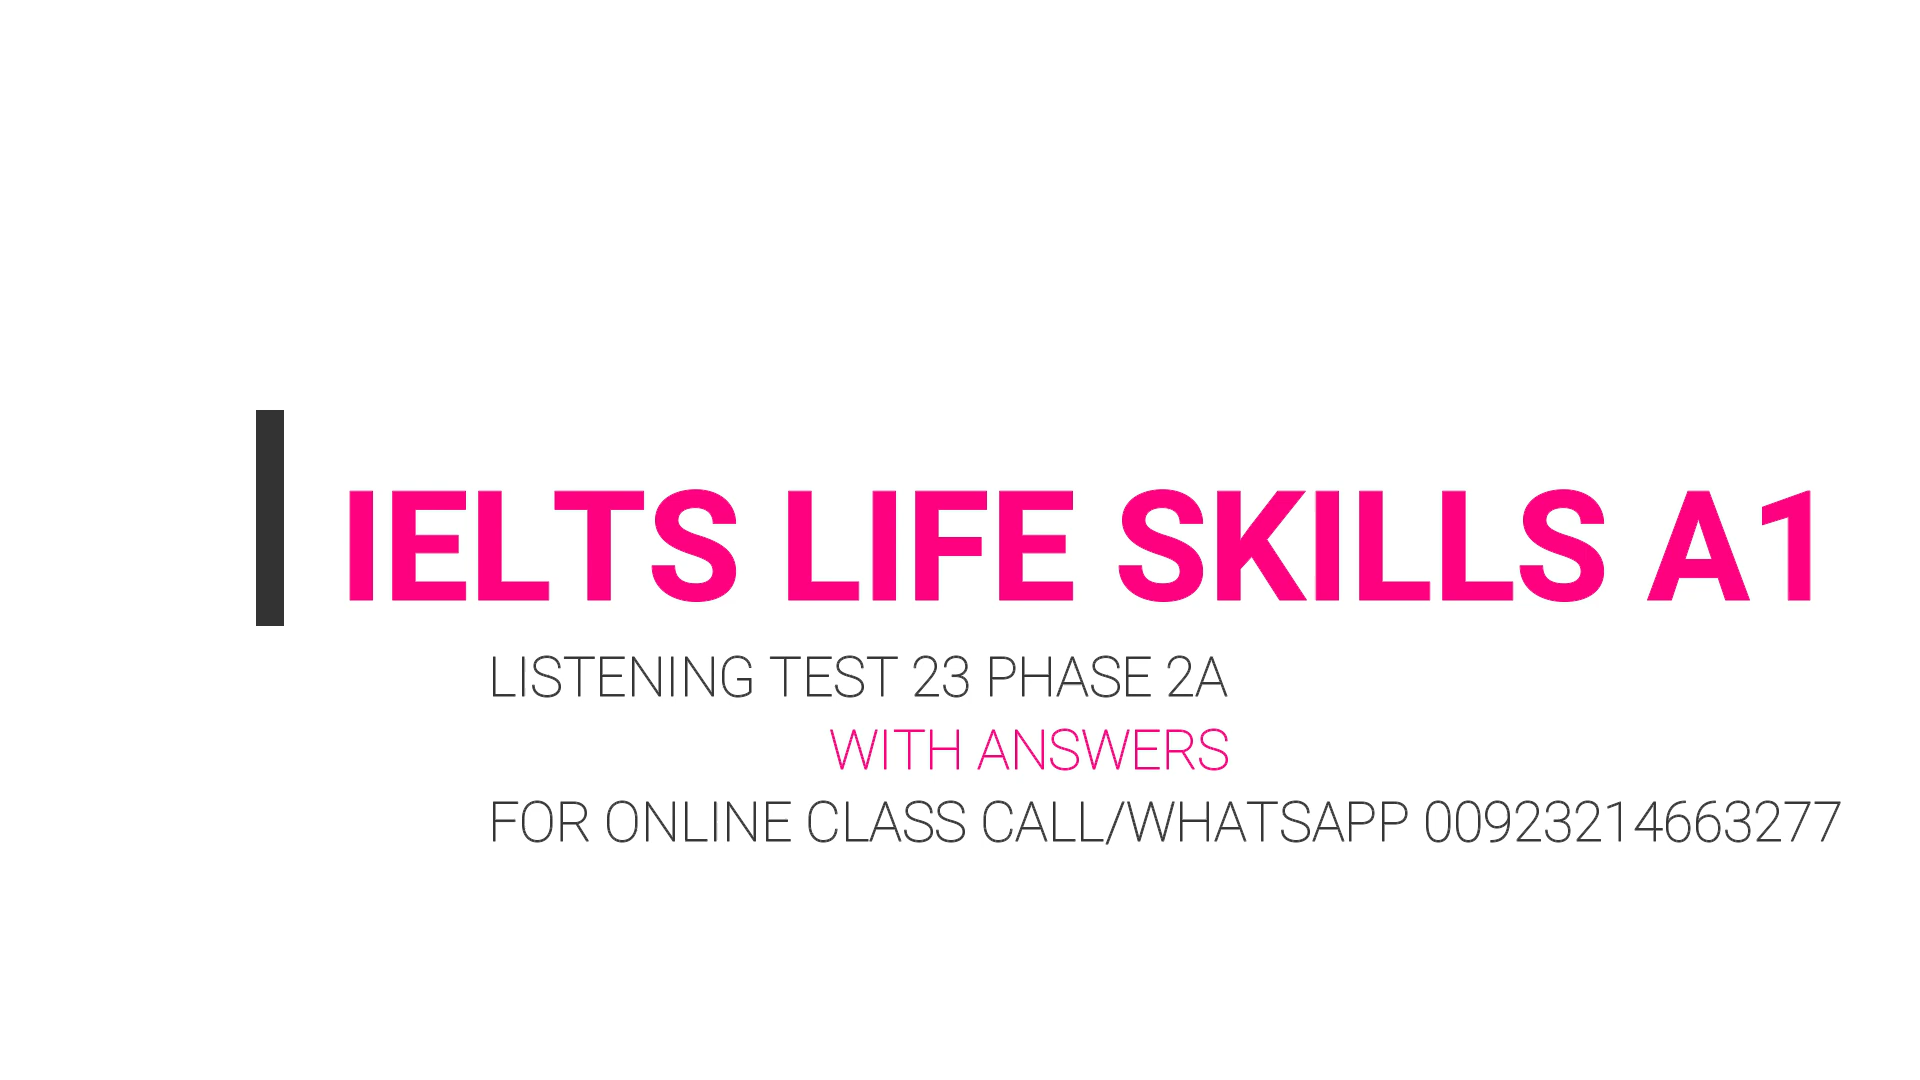 IELTS LIFE SKILLS A1
LISTENING TEST 23 PHASE 2A
WITH ANSWERS
FOR ONLINE CLASS CALL/WHATSAPP 00923214663277